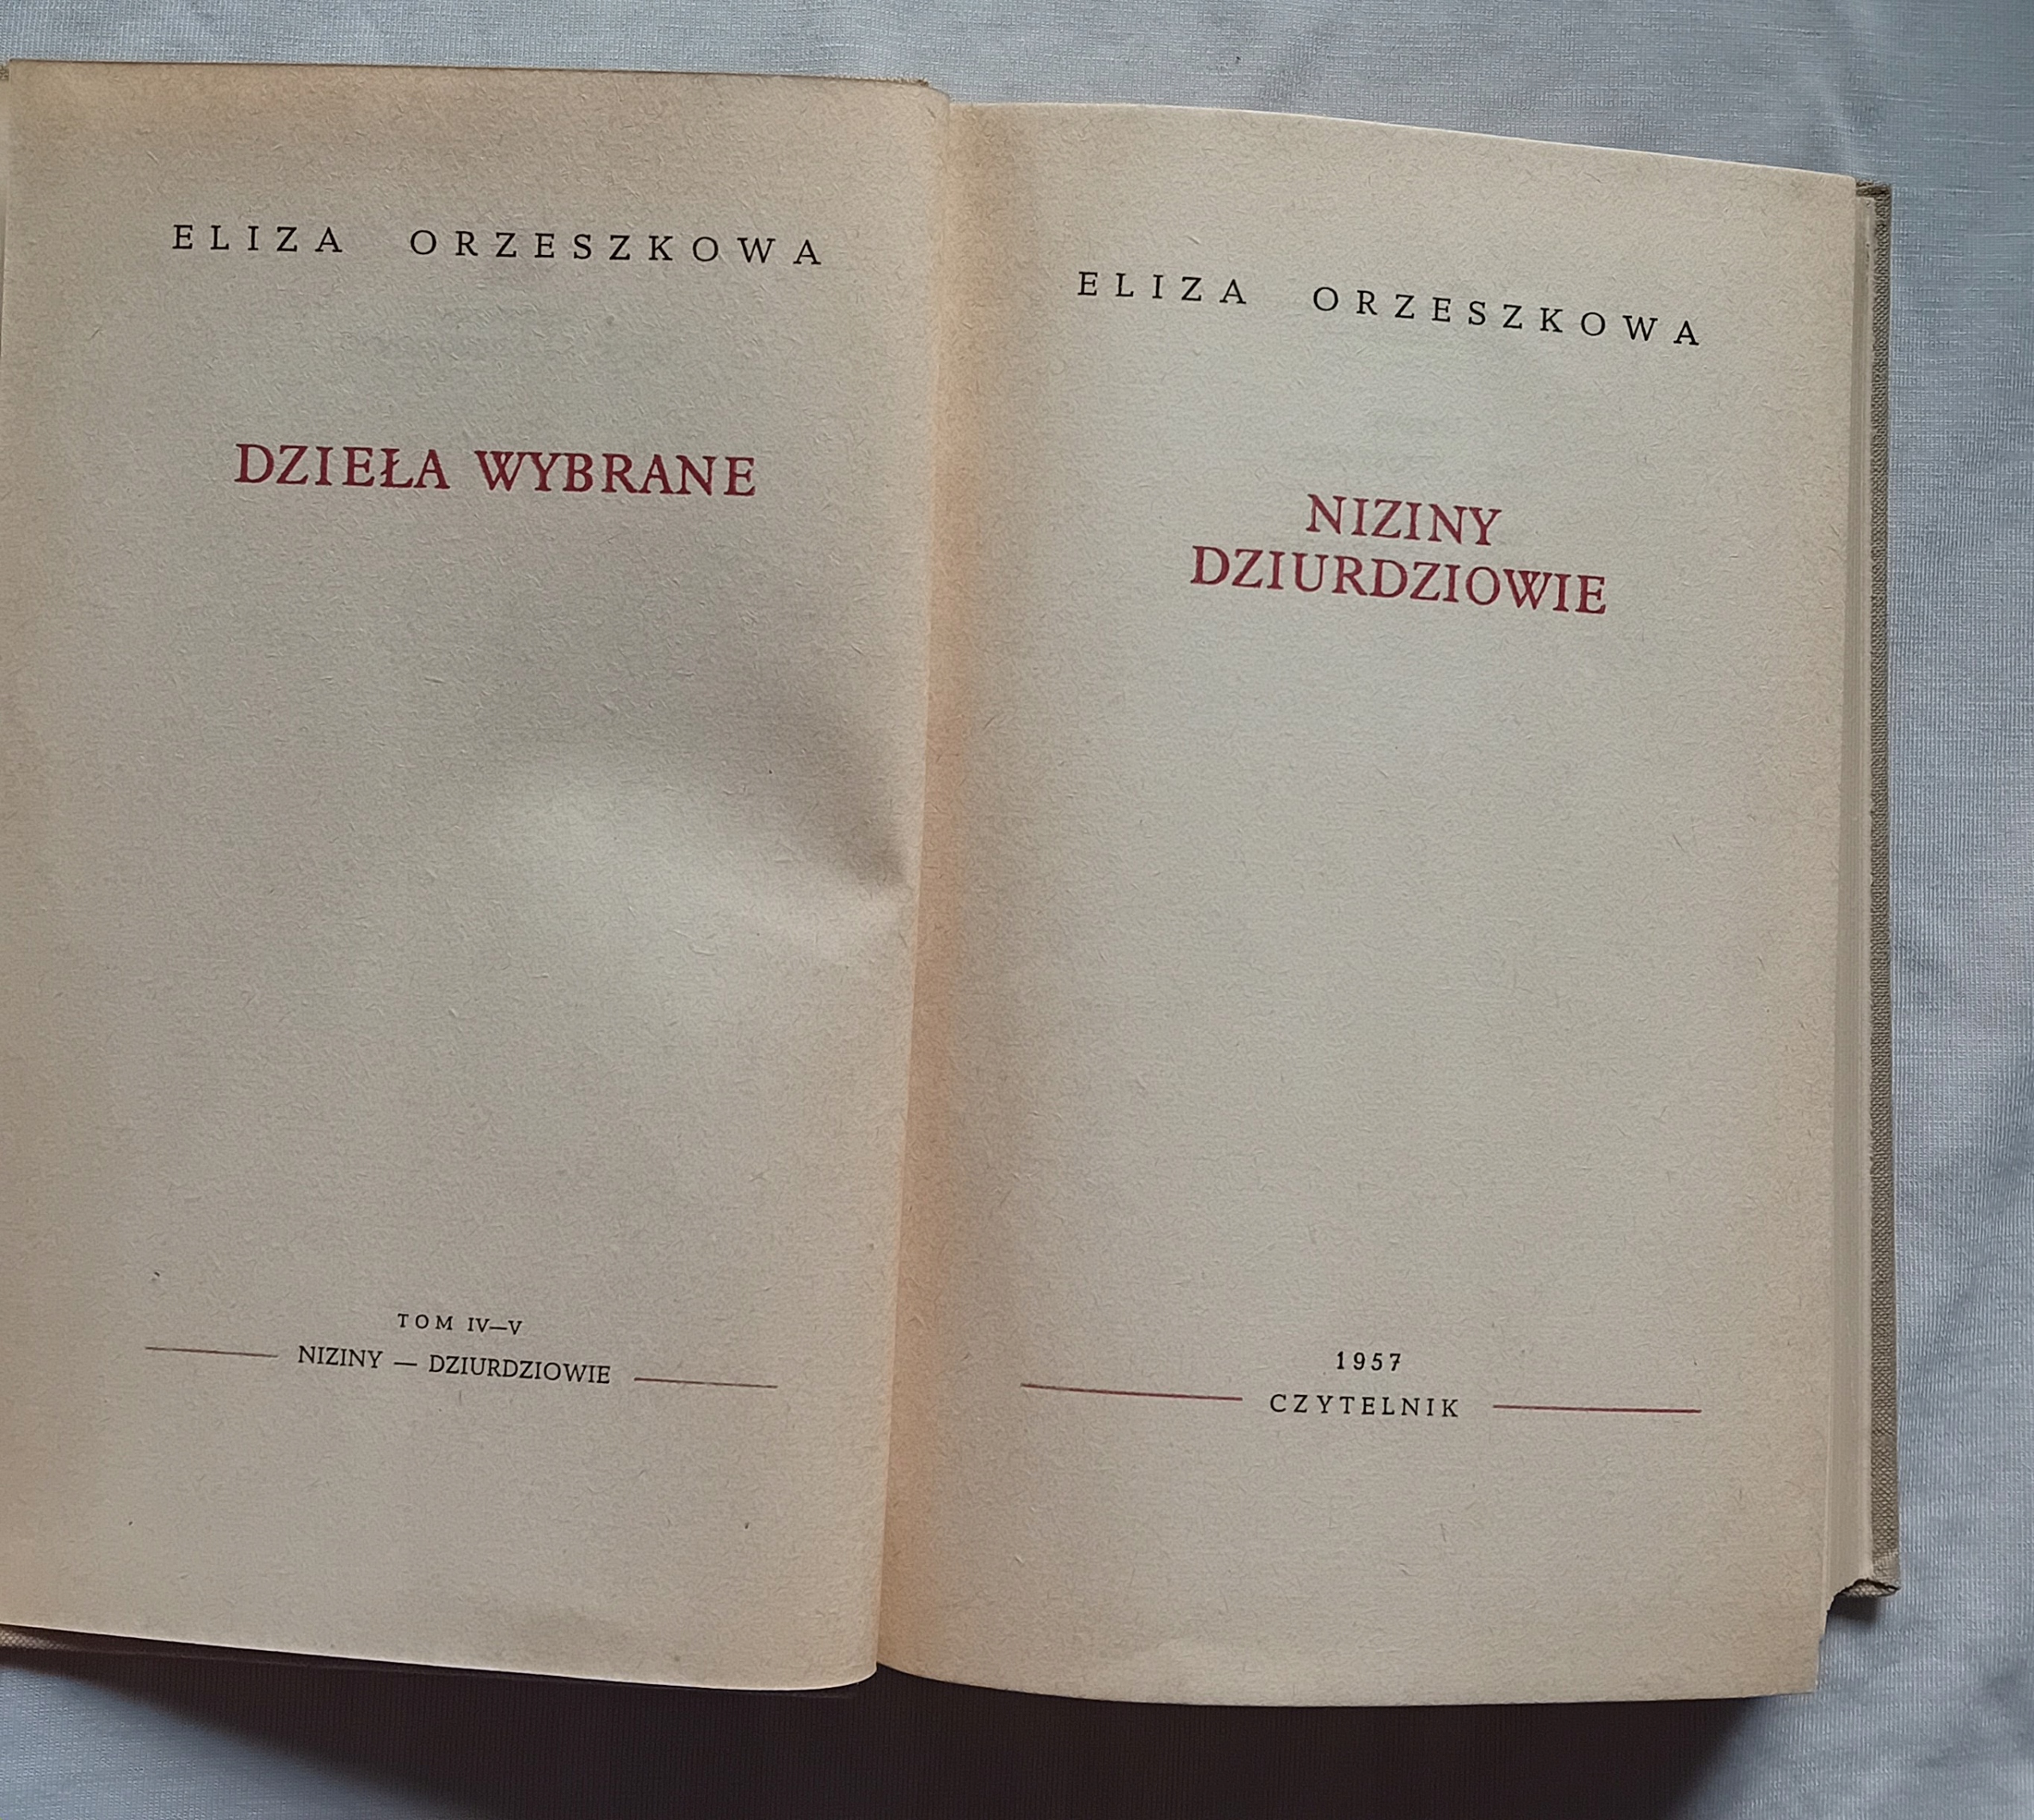 ELIZA ORZESZKOWA
DZIEŁA WYBRANE
TOM IV—V
NIZINY — DZIURDZIOWIE
ELIZA ORZESZKOWA
NIZINY
DZIURDZIOWIE
1957
CZYTELNIK